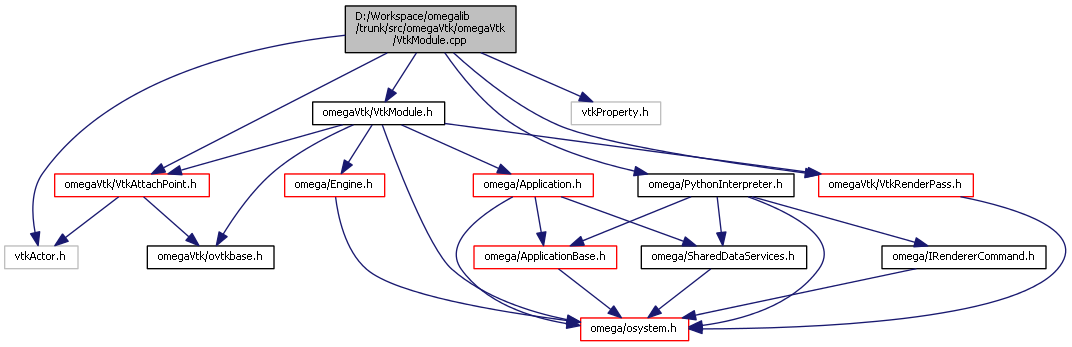 D:/Workspace/omegalib
/trunk/src/omegaVtk/omegaVtk
/VtkModule.cpp
omegaVtk/VtkModule.h
vtkProperty.h
omegaVtk/VtkAttachPoint.h
omega/Engine.h
omega/Application.h
omega/PythonInterpreter.h
omegaVtk/VtkRenderPass.h
vtkActor.h
omegaVtk/ovtkbase.h
omega/ApplicationBase.h
omega/SharedDataServices.h
omega/IRendererCommand.h
omega/osystem.h